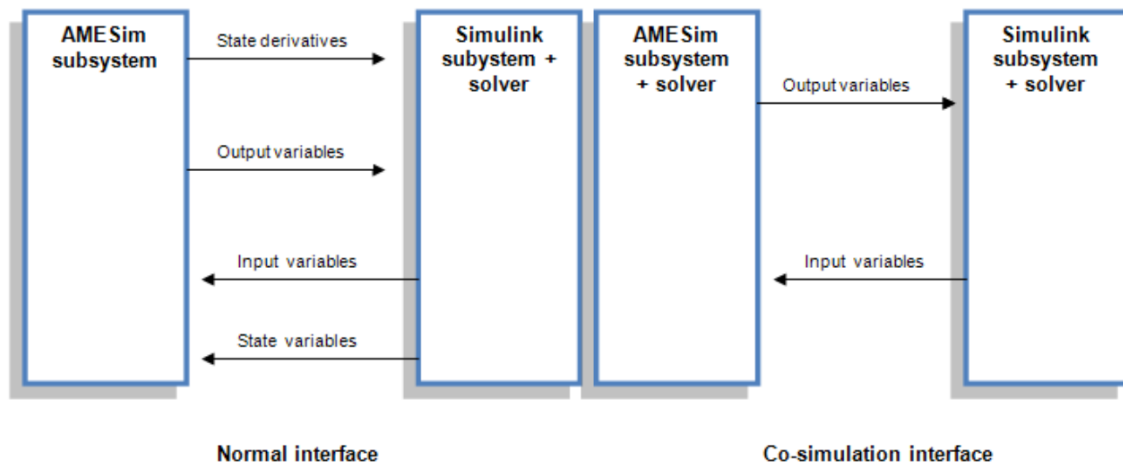 AMESim
subsystem
State derivatives
Output variables
Input variables
State variables
Simulink
subystem +
solver
Normal interface
AMESim
subsystem
+ solver
Output variables
Input variables
Simulink
subsystem
+ solver
Co-simulation interface